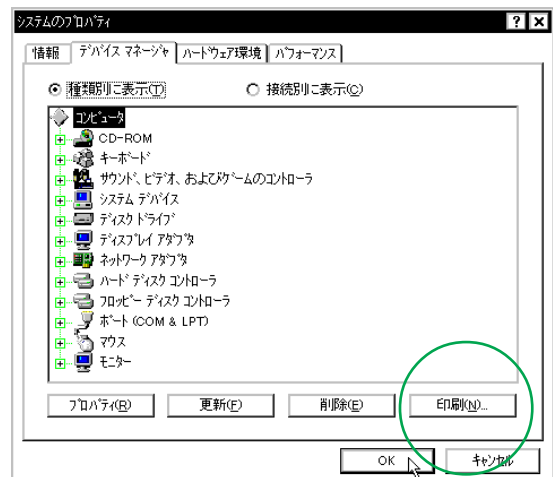 システムのプロパティ
情報 デバイス マネージャ ハードウェア環境 パフォーマンス
種類別に表示(T) 接続別に表示(C)
コンピュータ
CD-ROM
キーボード
サウンド、ビデオ、およびゲームのコントローラ
システム デバイス
ディスク ドライブ
ディスプレイ アダプタ
ネットワーク アダプタ
ハード ディスク コントローラ
フロッピー ディスク コントローラ
ポート (COM & LPT)
マウス
モニター
プロパティ(R) 更新(F) 削除(E) 印刷(N)...
OK キャンセル